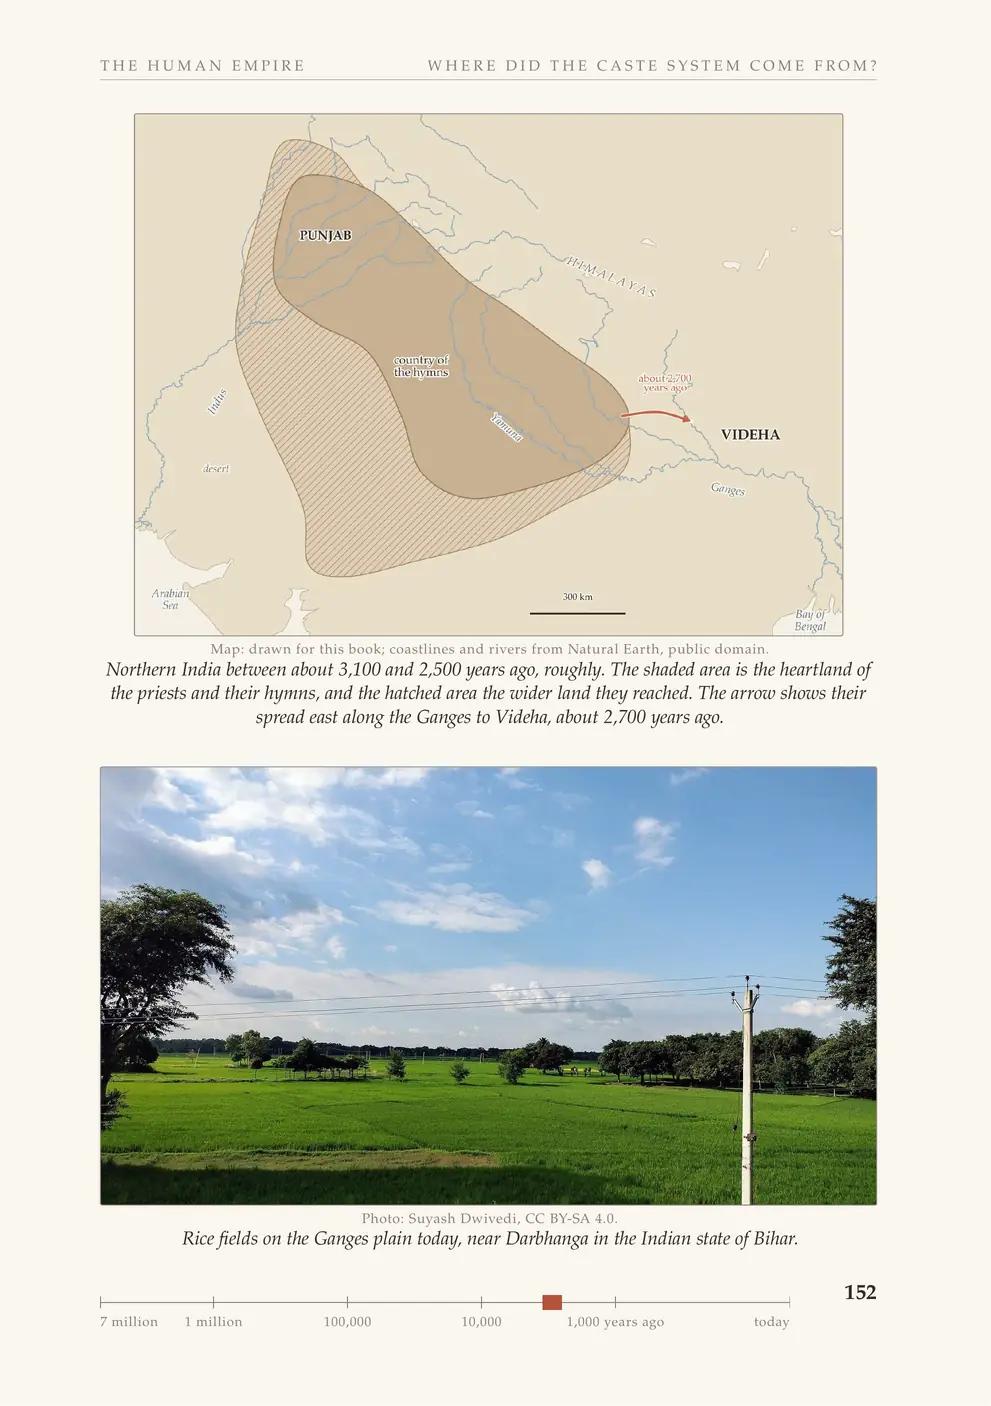 THE HUMAN EMPIRE
WHERE DID THE CASTE SYSTEM COME FROM?
PUNJAB
HIMALAYAS
country of
the hymns
about 2,700
years ago
Indus
Yamuna
VIDEHA
desert
Ganges
300 km
Arabian
Sea
Bay of
Bengal
Map: drawn for this book; coastlines and rivers from Natural Earth, public domain.
Northern India between about 3,100 and 2,500 years ago, roughly. The shaded area is the heartland of
the priests and their hymns, and the hatched area the wider land they reached. The arrow shows their
spread east along the Ganges to Videha, about 2,700 years ago.
Photo: Suyash Dwivedi, CC BY-SA 4.0.
Rice fields on the Ganges plain today, near Darbhanga in the Indian state of Bihar.
152
7 million
1 million
100,000
10,000
1,000 years ago
today